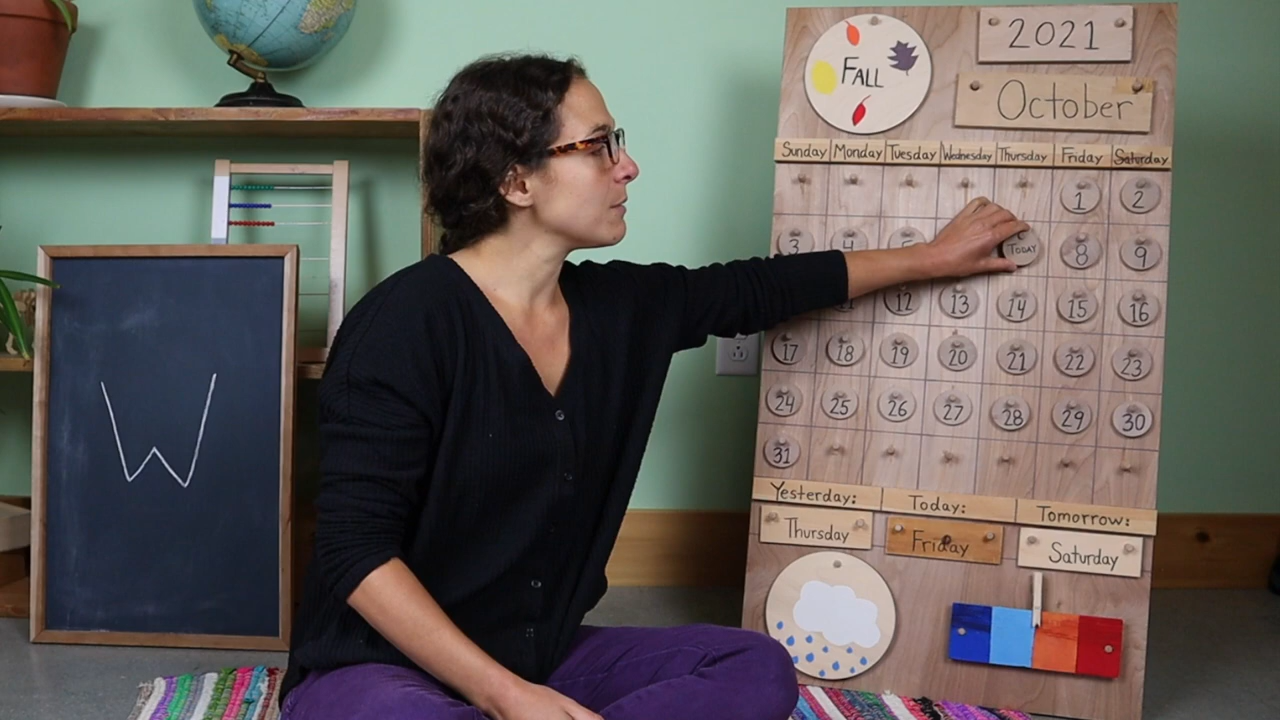 2021
FALL
October
Sunday Monday Tuesday Wednesday Thursday Friday Saturday
1 2
3 4 5 TODAY 8 9
12 13 14 15 16
17 18 19 20 21 22 23
24 25 26 27 28 29 30
31
Yesterday: Today: Tomorrow:
Thursday Friday Saturday
W